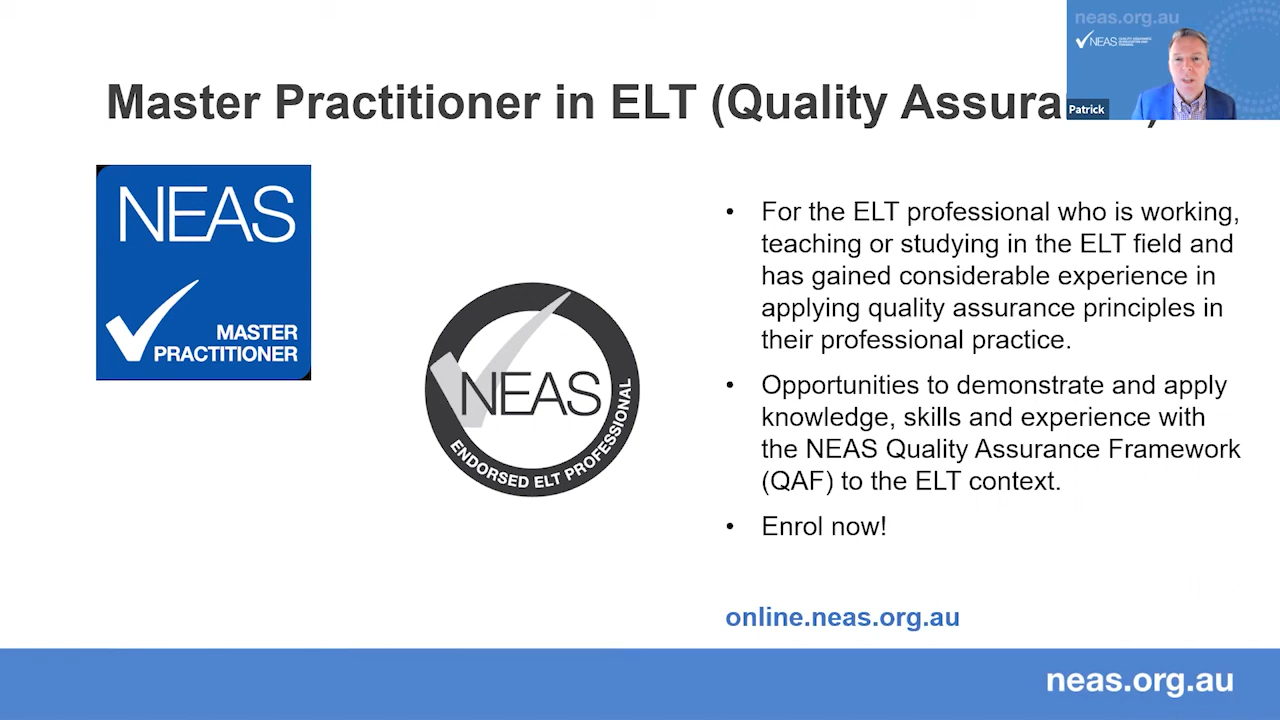 neas.org.au
NEAS
Patrick
Master Practitioner in ELT (Quality Assura
NEAS
MASTER
PRACTITIONER
NEAS
ENDORSED ELT PROFESSIONAL
• For the ELT professional who is working,
teaching or studying in the ELT field and
has gained considerable experience in
applying quality assurance principles in
their professional practice.
• Opportunities to demonstrate and apply
knowledge, skills and experience with
the NEAS Quality Assurance Framework
(QAF) to the ELT context.
• Enrol now!
online.neas.org.au
neas.org.au